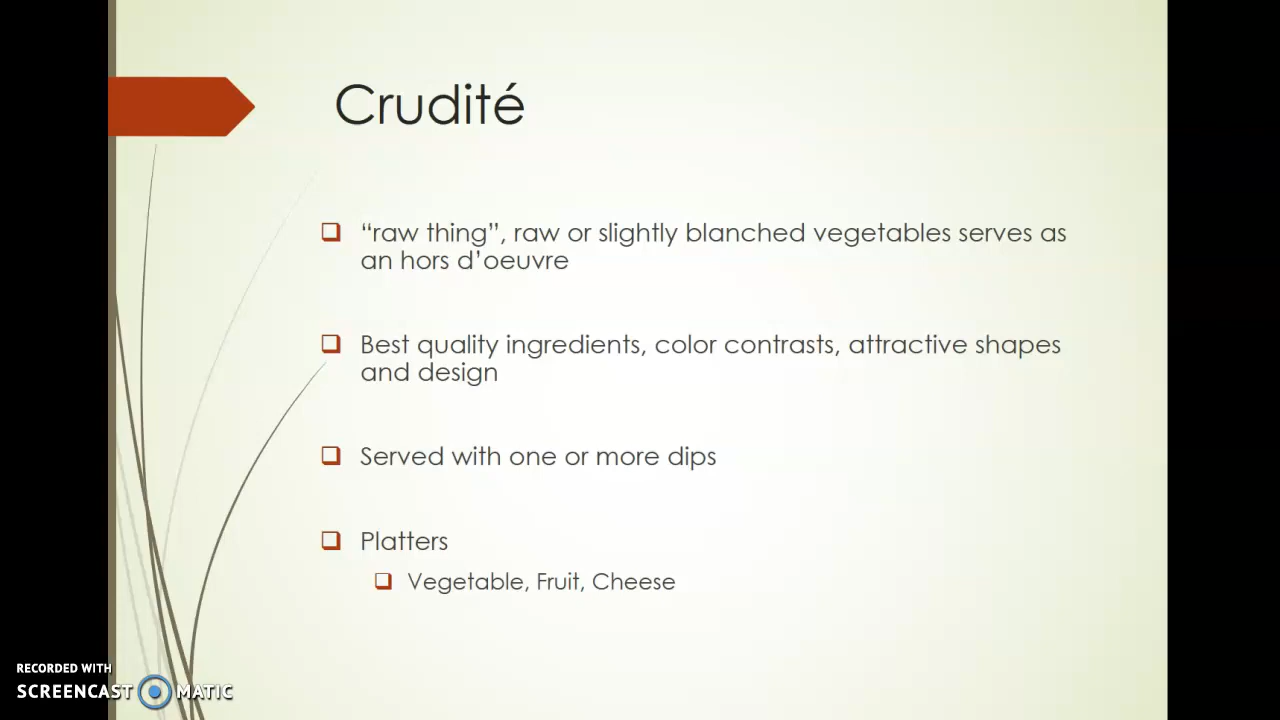 Crudité
“raw thing”, raw or slightly blanched vegetables serves as
an hors d’oeuvre
Best quality ingredients, color contrasts, attractive shapes
and design
Served with one or more dips
Platters
Vegetable, Fruit, Cheese
RECORDED WITH
SCREENCAST MATIC